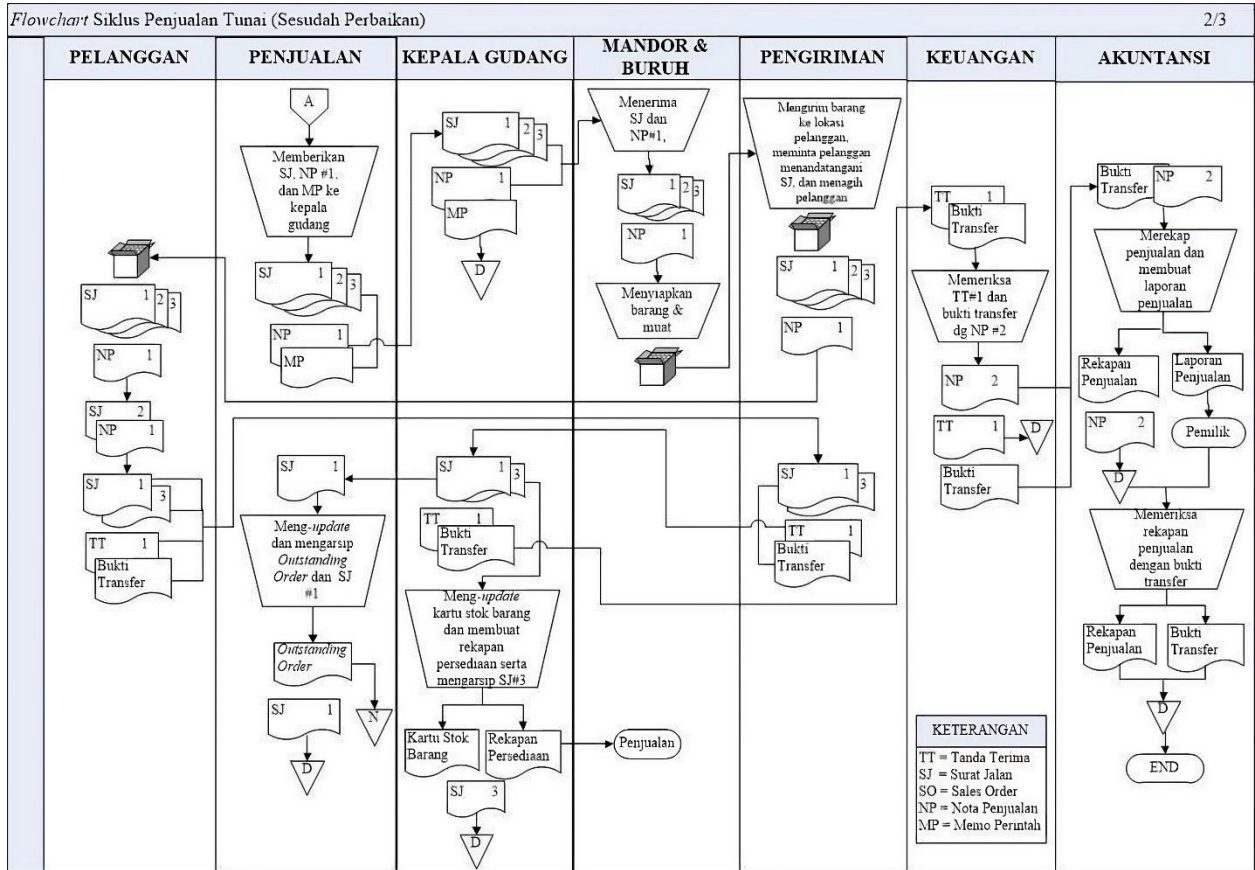 Flowchart Siklus Penjualan Tunai (Sesudah Perbaikan)
2/3
PELANGGAN
PENJUALAN
KEPALA GUDANG
MANDOR &
BURUH
PENGIRIMAN
KEUANGAN
AKUNTANSI
SJ 1 2 3
NP 1
SJ 2
NP 1
SJ 1
3
TT 1
Bukti
Transfer
A
Memberikan
SJ, NP #1,
dan MP ke
kepala
gudang
SJ 1 2 3
NP 1
MP
SJ 1
Meng-update
dan mengarsip
Outstanding
Order dan SJ
#1
Outstanding
Order
N
SJ 1
D
SJ 1 2 3
NP 1
MP
D
SJ 1
3
TT 1
Bukti
Transfer
Meng-update
kartu stok barang
dan membuat
rekapan
persediaan serta
mengarsip SJ#3
Kartu Stok
Barang
Rekapan
Persediaan
SJ 3
D
Menerima
SJ dan
NP#1,
SJ 1 2 3
NP 1
Menyiapkan
barang &
muat
Penjualan
Mengirim barang
ke lokasi
pelanggan,
meminta pelanggan
menandatangani
SJ, dan menagih
pelanggan
SJ 1 2 3
NP 1
SJ 1
3
TT 1
Bukti
Transfer
TT 1
Bukti
Transfer
Memeriksa
TT#1 dan
bukti transfer
dg NP #2
NP 2
TT 1
D
Bukti
Transfer
KETERANGAN
TT = Tanda Terima
SJ = Surat Jalan
SO = Sales Order
NP = Nota Penjualan
MP = Memo Perintah
Bukti
Transfer
NP 2
Merekap
penjualan dan
membuat
laporan
penjualan
Rekapan
Penjualan
Laporan
Penjualan
NP 2
Pemilik
D
Memeriksa
rekapan
penjualan
dengan bukti
transfer
Rekapan
Penjualan
Bukti
Transfer
D
END